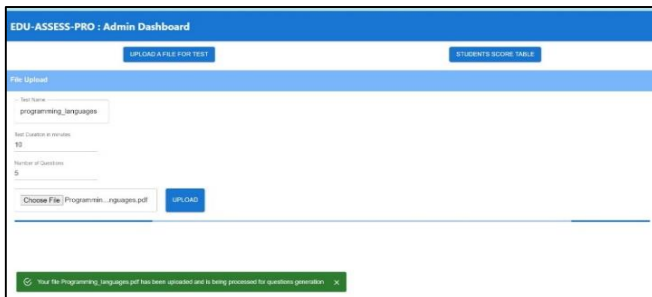 EDU-ASSESS-PRO : Admin Dashboard
UPLOAD A FILE FOR TEST
STUDENTS SCORE TABLE
File Upload
Test Name
programming_languages
Test Duration in minutes
10
Number of Questions
5
Choose File Programmin...nguages.pdf
UPLOAD
Your file Programming_languages.pdf has been uploaded and is being processed for questions generation